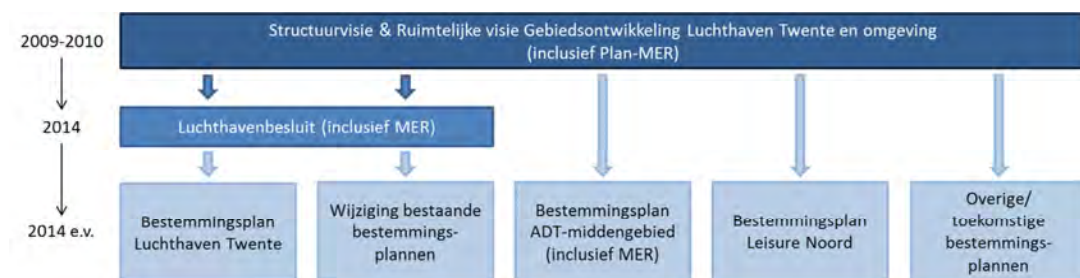 2009-2010
Structuurvisie & Ruimtelijke visie Gebiedsontwikkeling Luchthaven Twente en omgeving
(inclusief Plan-MER)
2014
Luchthavenbesluit (inclusief MER)
2014 e.v.
Bestemmingsplan
Luchthaven Twente
Wijziging bestaande
bestemmings-
plannen
Bestemmingsplan
ADT-middengebied
(inclusief MER)
Bestemmingsplan
Leisure Noord
Overige/
toekomstige
bestemmings-
plannen